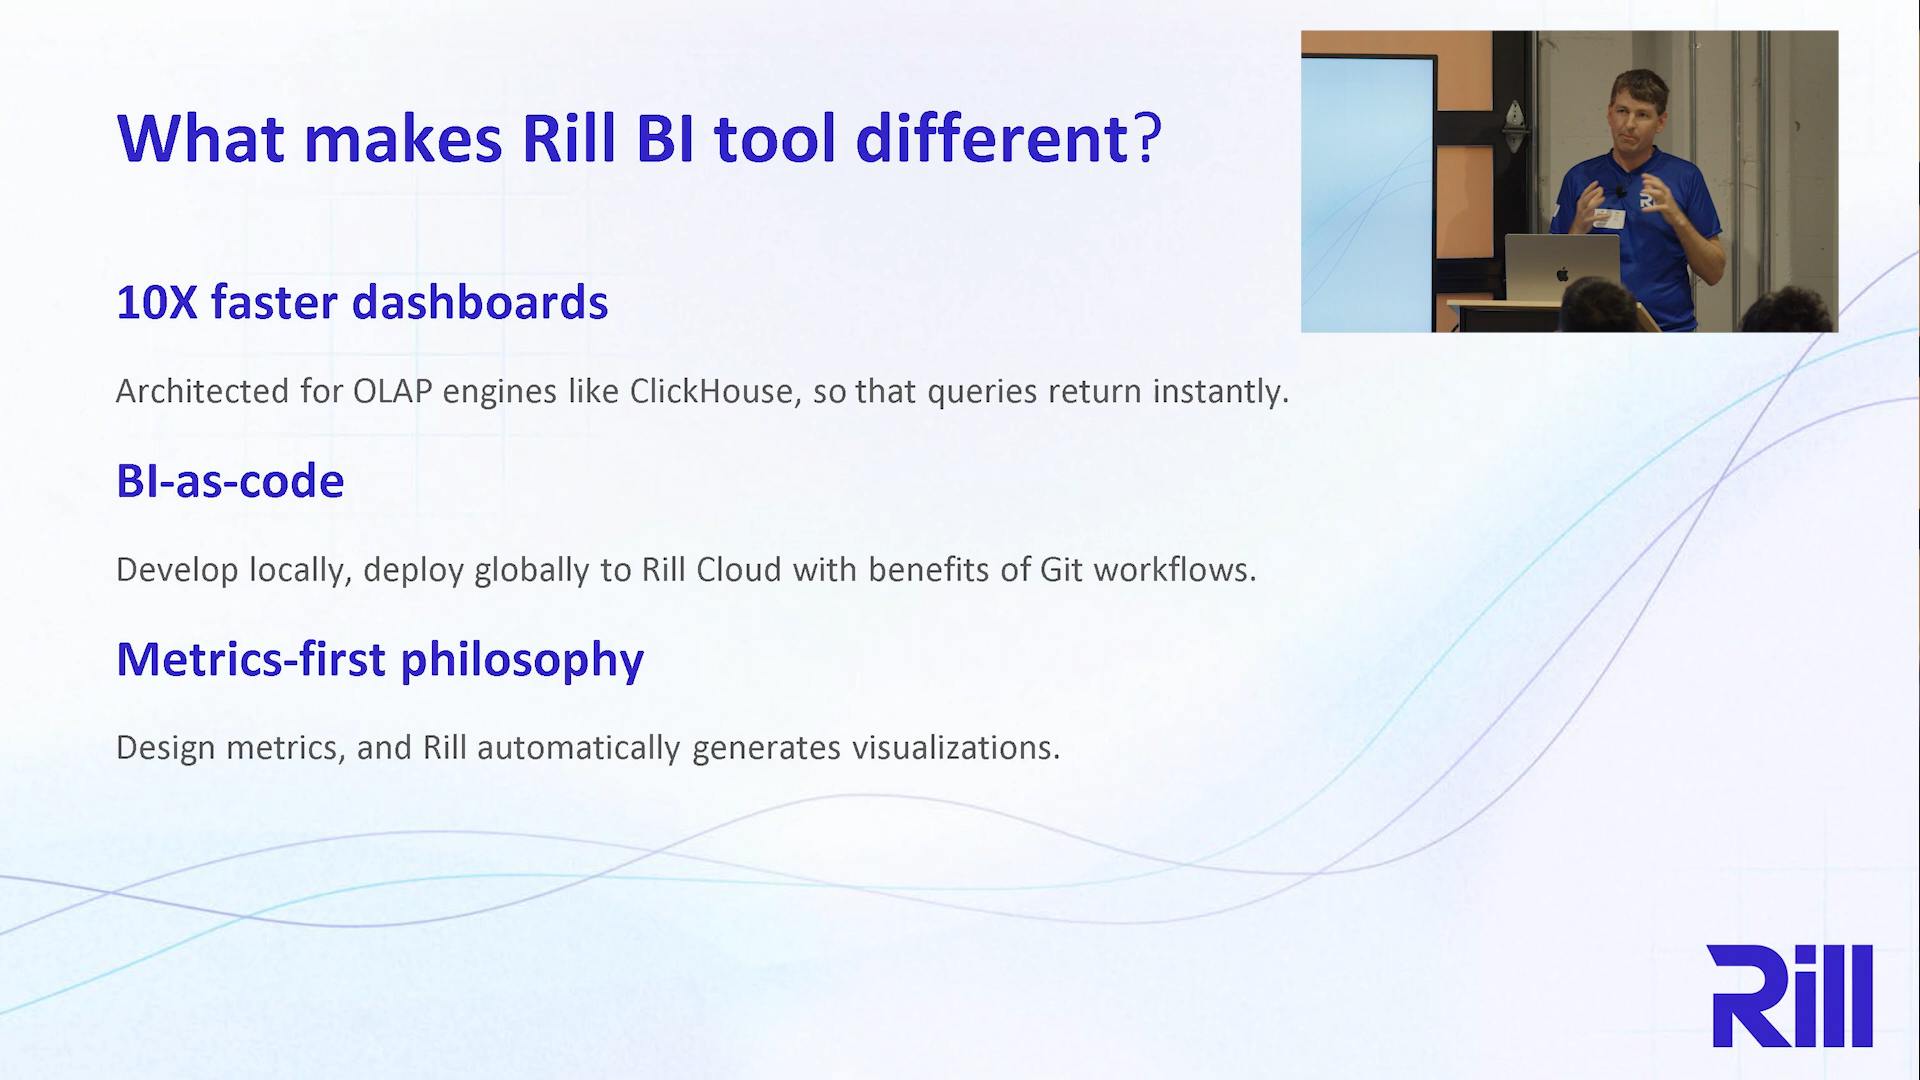 What makes Rill BI tool different?
10X faster dashboards
Architected for OLAP engines like ClickHouse, so that queries return instantly.
BI-as-code
Develop locally, deploy globally to Rill Cloud with benefits of Git workflows.
Metrics-first philosophy
Design metrics, and Rill automatically generates visualizations.
Rill